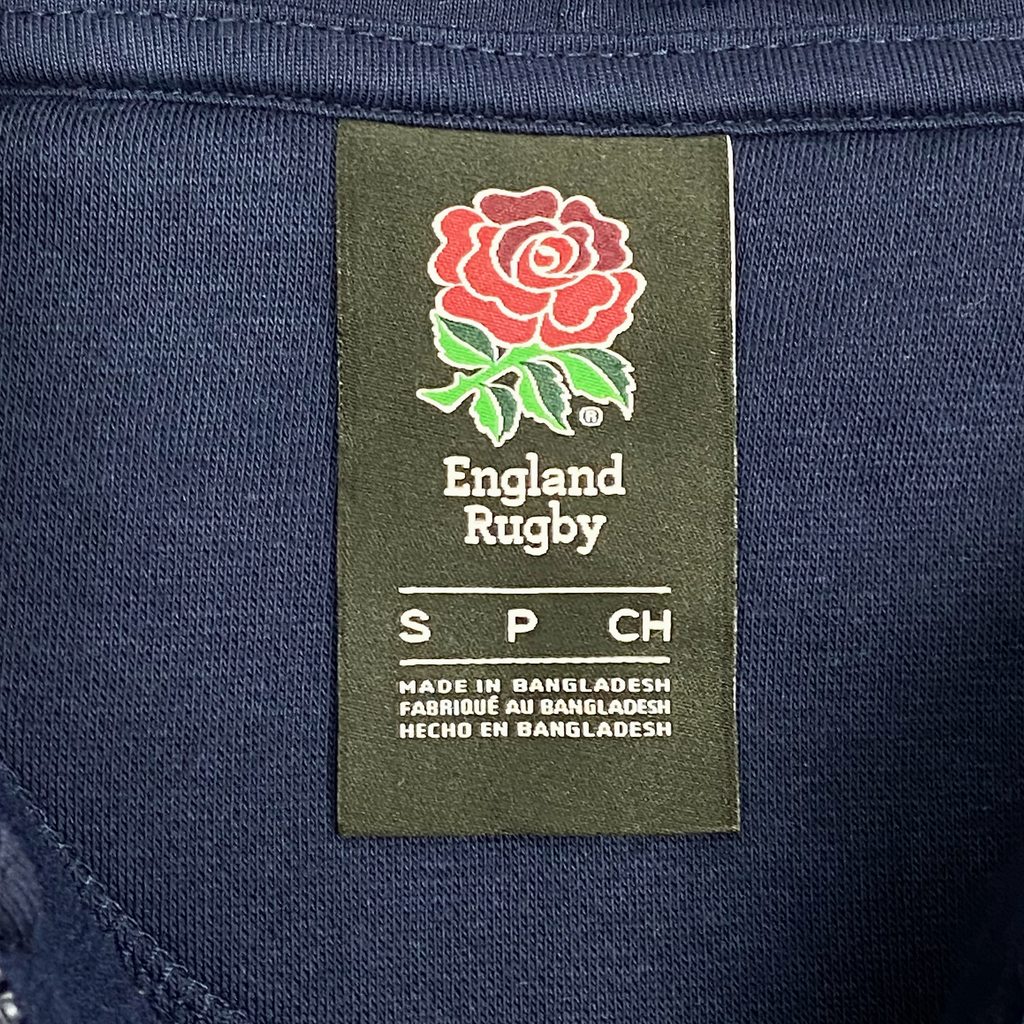 ®
England
Rugby
S P CH
MADE IN BANGLADESH
FABRIQUÉ AU BANGLADESH
HECHO EN BANGLADESH